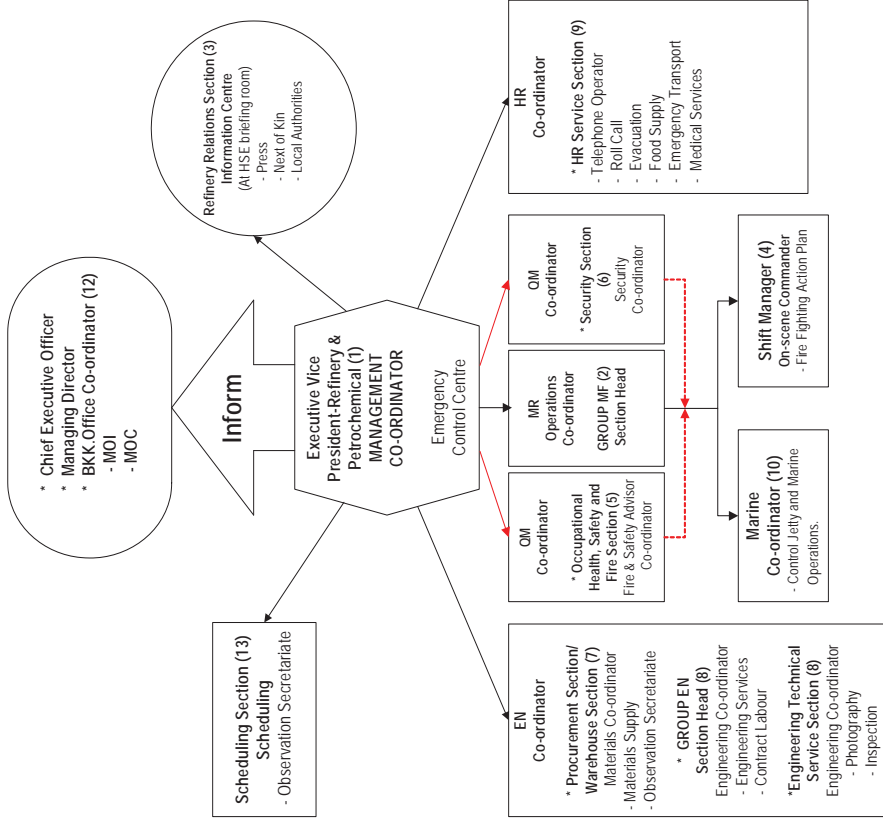 * Chief Executive Officer
* Managing Director
* BKK.Office Co-ordinator (12)
- MOI
- MOC
Inform
Scheduling Section (13)
Scheduling
- Observation Secretariate
Refinery Relations Section (3)
Information Centre
(At HSE briefing room)
- Press
- Next of Kin
- Local Authorities
Executive Vice
President-Refinery &
Petrochemical (1)
MANAGEMENT
CO-ORDINATOR
Emergency
Control Centre
EN
Co-ordinator
* Procurement Section/
Warehouse Section (7)
Materials Co-ordinator
- Materials Supply
- Observation Secretariate
* GROUP EN
Section Head (8)
Engineering Co-ordinator
- Engineering Services
- Contract Labour
*Engineering Technical
Service Section (8)
Engineering Co-ordinator
- Photography
- Inspection
QM
Co-ordinator
* Occupational
Health, Safety and
Fire Section (5)
Fire & Safety Advisor
Co-ordinator
MR
Operations
Co-ordinator
GROUP MF (2)
Section Head
QM
Co-ordinator
* Security Section
(6)
Security
Co-ordinator
HR
Co-ordinator
* HR Service Section (9)
- Telephone Operator
- Roll Call
- Evacuation
- Food Supply
- Emergency Transport
- Medical Services
Marine
Co-ordinator (10)
- Control Jetty and Marine
Operations.
Shift Manager (4)
On-scene Commander
- Fire Fighting Action Plan